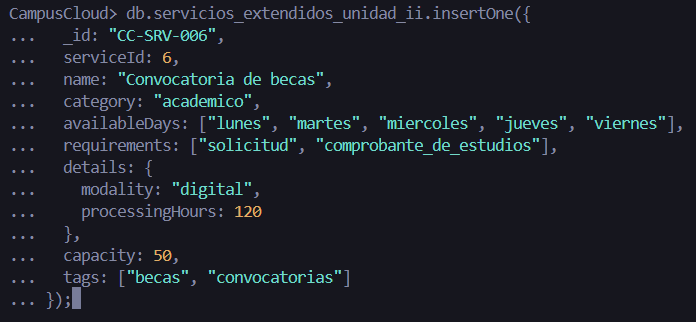 CampusCloud> db.servicios_extendidos_unidad_ii.insertOne({
...   _id: "CC-SRV-006",
...   serviceId: 6,
...   name: "Convocatoria de becas",
...   category: "academico",
...   availableDays: ["lunes", "martes", "miercoles", "jueves", "viernes"],
...   requirements: ["solicitud", "comprobante_de_estudios"],
...   details: {
...     modality: "digital",
...     processingHours: 120
...   },
...   capacity: 50,
...   tags: ["becas", "convocatorias"]
... });